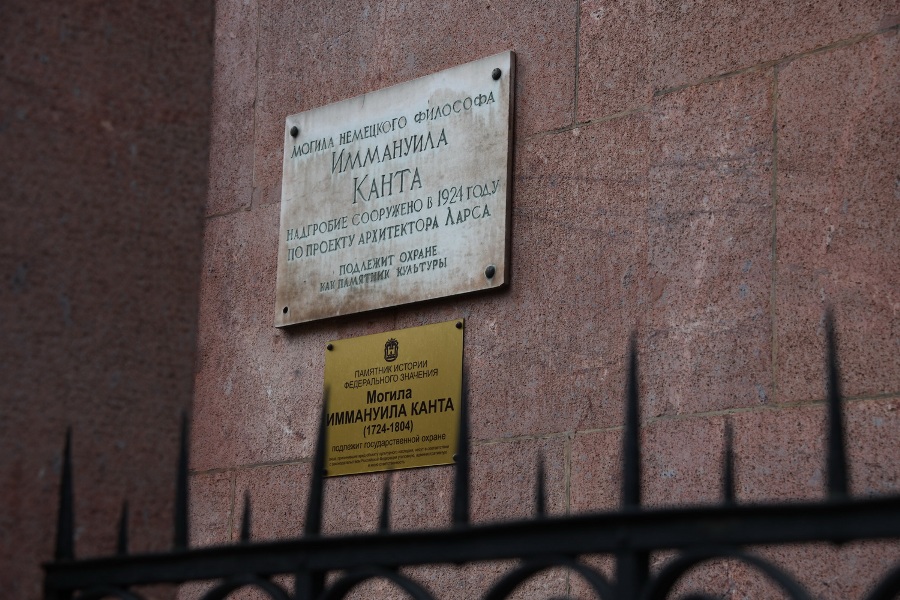 МОГИЛА НЕМЕЦКОГО ФИЛОСОФА
ИММАНУИЛА
КАНТА
НАДГРОБИЕ СООРУЖЕНО В 1924 ГОДУ
ПО ПРОЕКТУ АРХИТЕКТОРА ЛАРСА
ПОДЛЕЖИТ ОХРАНЕ
КАК ПАМЯТНИК КУЛЬТУРЫ
ПАМЯТНИК ИСТОРИИ
ФЕДЕРАЛЬНОГО ЗНАЧЕНИЯ
Могила
ИММАНУИЛА КАНТА
(1724-1804)
подлежит государственной охране